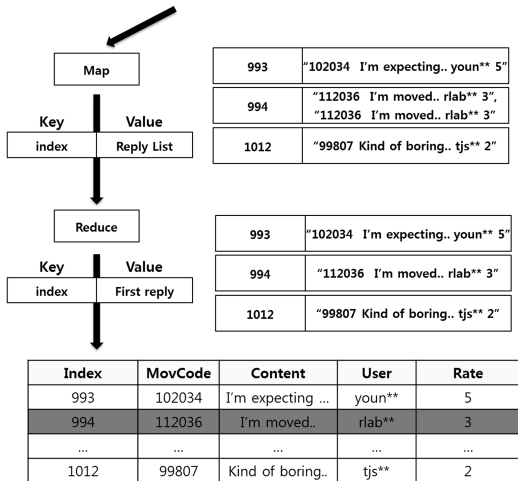 Map
993 “102034 I’m expecting.. youn** 5”
994 “112036 I’m moved.. rlab** 3”,
“112036 I’m moved.. rlab** 3”
Key Value
index Reply List
1012 “99807 Kind of boring.. tjs** 2”
Reduce
993 “102034 I’m expecting.. youn** 5”
Key Value
994 “112036 I’m moved.. rlab** 3”
index First reply
1012 “99807 Kind of boring.. tjs** 2”
Index MovCode Content User Rate
993 102034 I’m expecting ... youn** 5
994 112036 I’m moved.. rlab** 3
... ... ... ... ...
1012 99807 Kind of boring.. tjs** 2